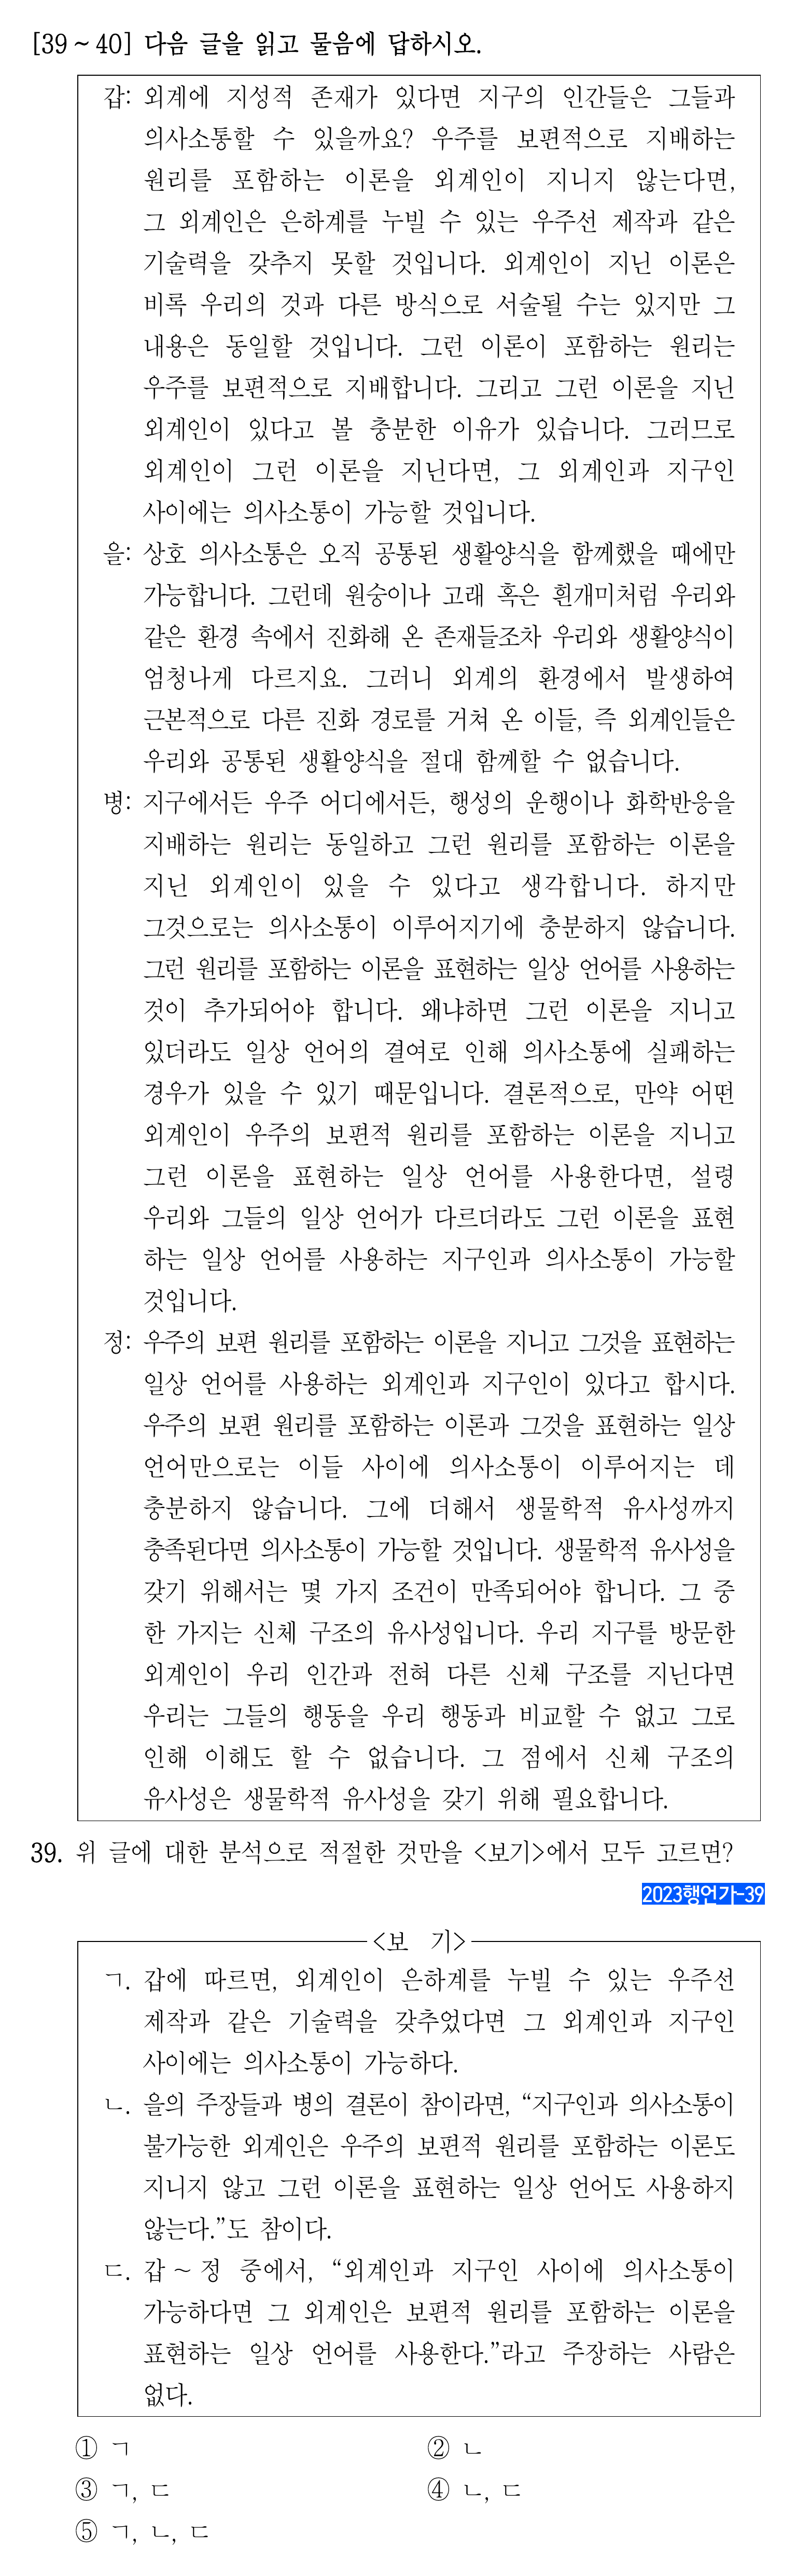 [39～40] 다음 글을 읽고 물음에 답하시오.
갑: 외계에 지성적 존재가 있다면 지구의 인간들은 그들과
의사소통할 수 있을까요? 우주를 보편적으로 지배하는
원리를 포함하는 이론을 외계인이 지니지 않는다면,
그 외계인은 은하계를 누빌 수 있는 우주선 제작과 같은
기술력을 갖추지 못할 것입니다. 외계인이 지닌 이론은
비록 우리의 것과 다른 방식으로 서술될 수는 있지만 그
내용은 동일할 것입니다. 그런 이론이 포함하는 원리는
우주를 보편적으로 지배합니다. 그리고 그런 이론을 지닌
외계인이 있다고 볼 충분한 이유가 있습니다. 그러므로
외계인이 그런 이론을 지닌다면, 그 외계인과 지구인
사이에는 의사소통이 가능할 것입니다.
을: 상호 의사소통은 오직 공통된 생활양식을 함께했을 때에만
가능합니다. 그런데 원숭이나 고래 혹은 흰개미처럼 우리와
같은 환경 속에서 진화해 온 존재들조차 우리와 생활양식이
엄청나게 다르지요. 그러니 외계의 환경에서 발생하여
근본적으로 다른 진화 경로를 거쳐 온 이들, 즉 외계인들은
우리와 공통된 생활양식을 절대 함께할 수 없습니다.
병: 지구에서든 우주 어디에서든, 행성의 운행이나 화학반응을
지배하는 원리는 동일하고 그런 원리를 포함하는 이론을
지닌 외계인이 있을 수 있다고 생각합니다. 하지만
그것으로는 의사소통이 이루어지기에 충분하지 않습니다.
그런 원리를 포함하는 이론을 표현하는 일상 언어를 사용하는
것이 추가되어야 합니다. 왜냐하면 그런 이론을 지니고
있더라도 일상 언어의 결여로 인해 의사소통에 실패하는
경우가 있을 수 있기 때문입니다. 결론적으로, 만약 어떤
외계인이 우주의 보편적 원리를 포함하는 이론을 지니고
그런 이론을 표현하는 일상 언어를 사용한다면, 설령
우리와 그들의 일상 언어가 다르더라도 그런 이론을 표현
하는 일상 언어를 사용하는 지구인과 의사소통이 가능할
것입니다.
정: 우주의 보편 원리를 포함하는 이론을 지니고 그것을 표현하는
일상 언어를 사용하는 외계인과 지구인이 있다고 합시다.
우주의 보편 원리를 포함하는 이론과 그것을 표현하는 일상
언어만으로는 이들 사이에 의사소통이 이루어지는 데
충분하지 않습니다. 그에 더해서 생물학적 유사성까지
충족된다면 의사소통이 가능할 것입니다. 생물학적 유사성을
갖기 위해서는 몇 가지 조건이 만족되어야 합니다. 그 중
한 가지는 신체 구조의 유사성입니다. 우리 지구를 방문한
외계인이 우리 인간과 전혀 다른 신체 구조를 지닌다면
우리는 그들의 행동을 우리 행동과 비교할 수 없고 그로
인해 이해도 할 수 없습니다. 그 점에서 신체 구조의
유사성은 생물학적 유사성을 갖기 위해 필요합니다.
39. 위 글에 대한 분석으로 적절한 것만을 <보기>에서 모두 고르면?
2023행언가-39
<보 기>
ㄱ. 갑에 따르면, 외계인이 은하계를 누빌 수 있는 우주선
제작과 같은 기술력을 갖추었다면 그 외계인과 지구인
사이에는 의사소통이 가능하다.
ㄴ. 을의 주장들과 병의 결론이 참이라면, “지구인과 의사소통이
불가능한 외계인은 우주의 보편적 원리를 포함하는 이론도
지니지 않고 그런 이론을 표현하는 일상 언어도 사용하지
않는다.”도 참이다.
ㄷ. 갑～정 중에서, “외계인과 지구인 사이에 의사소통이
가능하다면 그 외계인은 보편적 원리를 포함하는 이론을
표현하는 일상 언어를 사용한다.”라고 주장하는 사람은
없다.
① ㄱ ② ㄴ
③ ㄱ, ㄷ ④ ㄴ, ㄷ
⑤ ㄱ, ㄴ, ㄷ